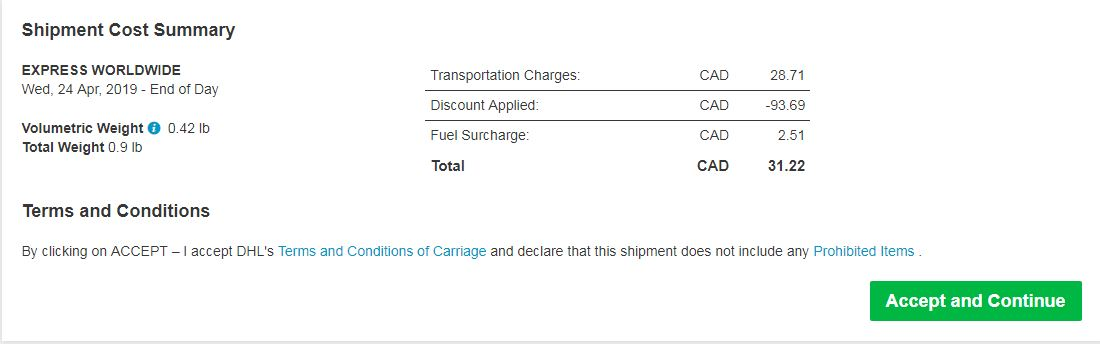 Shipment Cost Summary
EXPRESS WORLDWIDE
Wed, 24 Apr, 2019 - End of Day
Volumetric Weight i 0.42 lb
Total Weight 0.9 lb
Transportation Charges: CAD 28.71
Discount Applied: CAD -93.69
Fuel Surcharge: CAD 2.51
Total CAD 31.22
Terms and Conditions
By clicking on ACCEPT – I accept DHL's Terms and Conditions of Carriage and declare that this shipment does not include any Prohibited Items .
Accept and Continue